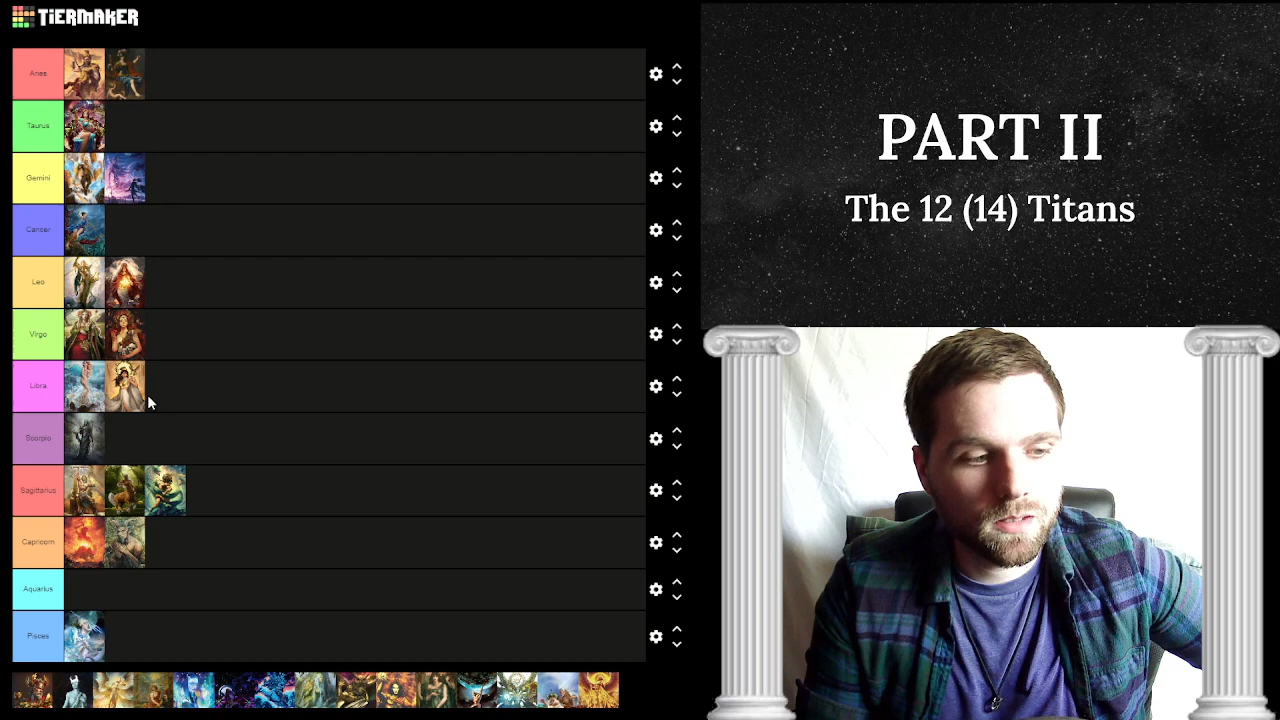 TIERMAKER
Aries
Taurus
Gemini
Cancer
Leo
Virgo
Libra
Scorpio
Sagittarius
Capricorn
Aquarius
Pisces
PART II
The 12 (14) Titans